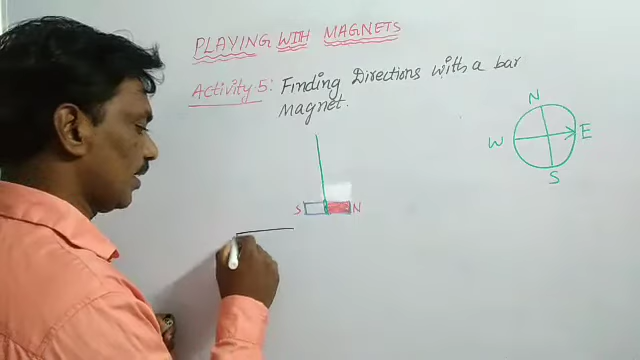 PLAYING WITH MAGNETS
Activity 5: Finding Directions with a bar
Magnet.
N
W E
S
S N